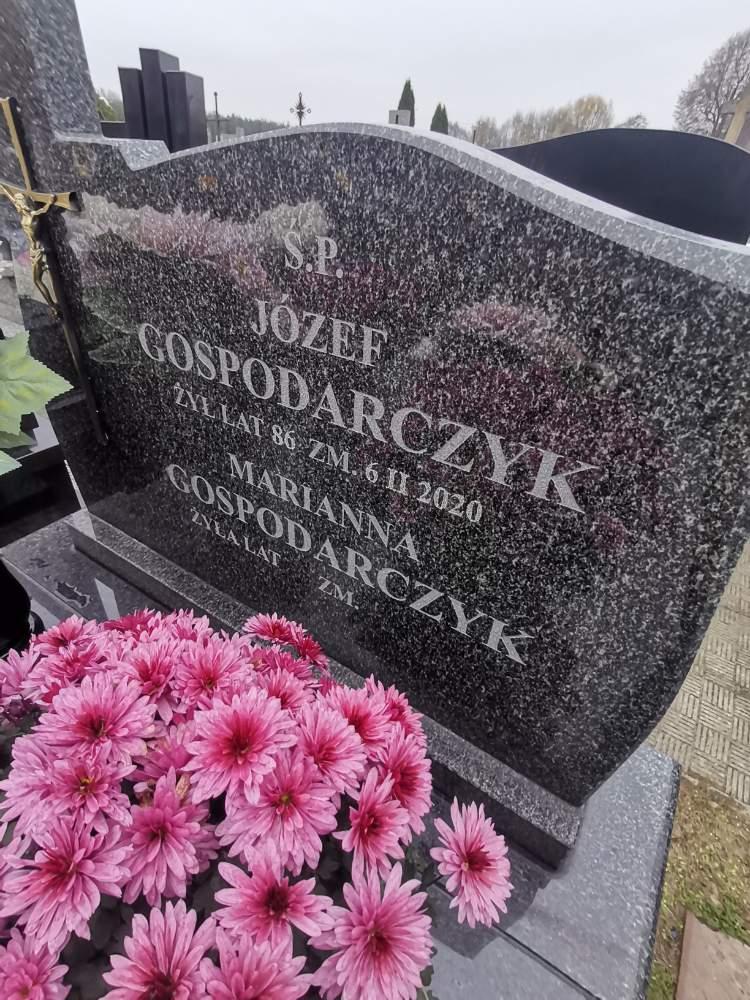 Ś.P.
JÓZEF
GOSPODARCZYK
ŻYŁ LAT 86 ZM. 6 II 2020
MARIANNA
GOSPODARCZYK
ŻYŁA LAT ZM.